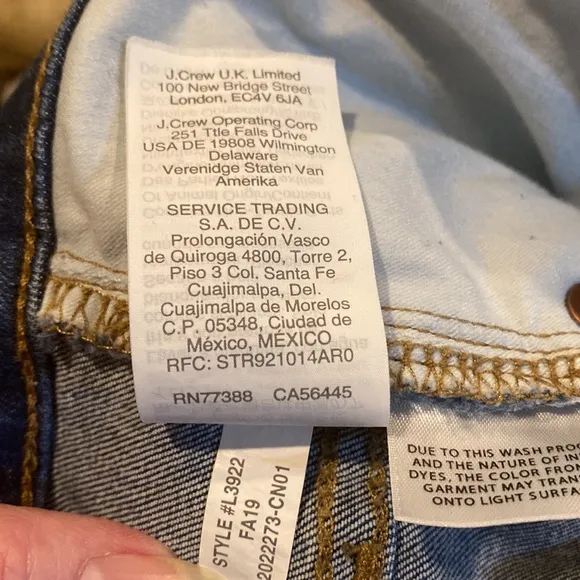 J.Crew U.K. Limited
100 New Bridge Street
London, EC4V 6JA
J.Crew Operating Corp
251 Ttle Falls Drive
USA DE 19808 Wilmington
Delaware
Verenidge Staten Van
Amerika
SERVICE TRADING
S.A. DE C.V.
Prolongación Vasco
de Quiroga 4800, Torre 2,
Piso 3 Col. Santa Fe
Cuajimalpa, Del.
Cuajimalpa de Morelos
C.P. 05348, Ciudad de
México, MÉXICO
RFC: STR921014AR0
RN77388 CA56445
STYLE #L3922
FA19
2022273-CN01
DUE TO THIS WASH PRO
AND THE NATURE OF IN
DYES, THE COLOR FROM
GARMENT MAY TRAN
ONTO LIGHT SURFA